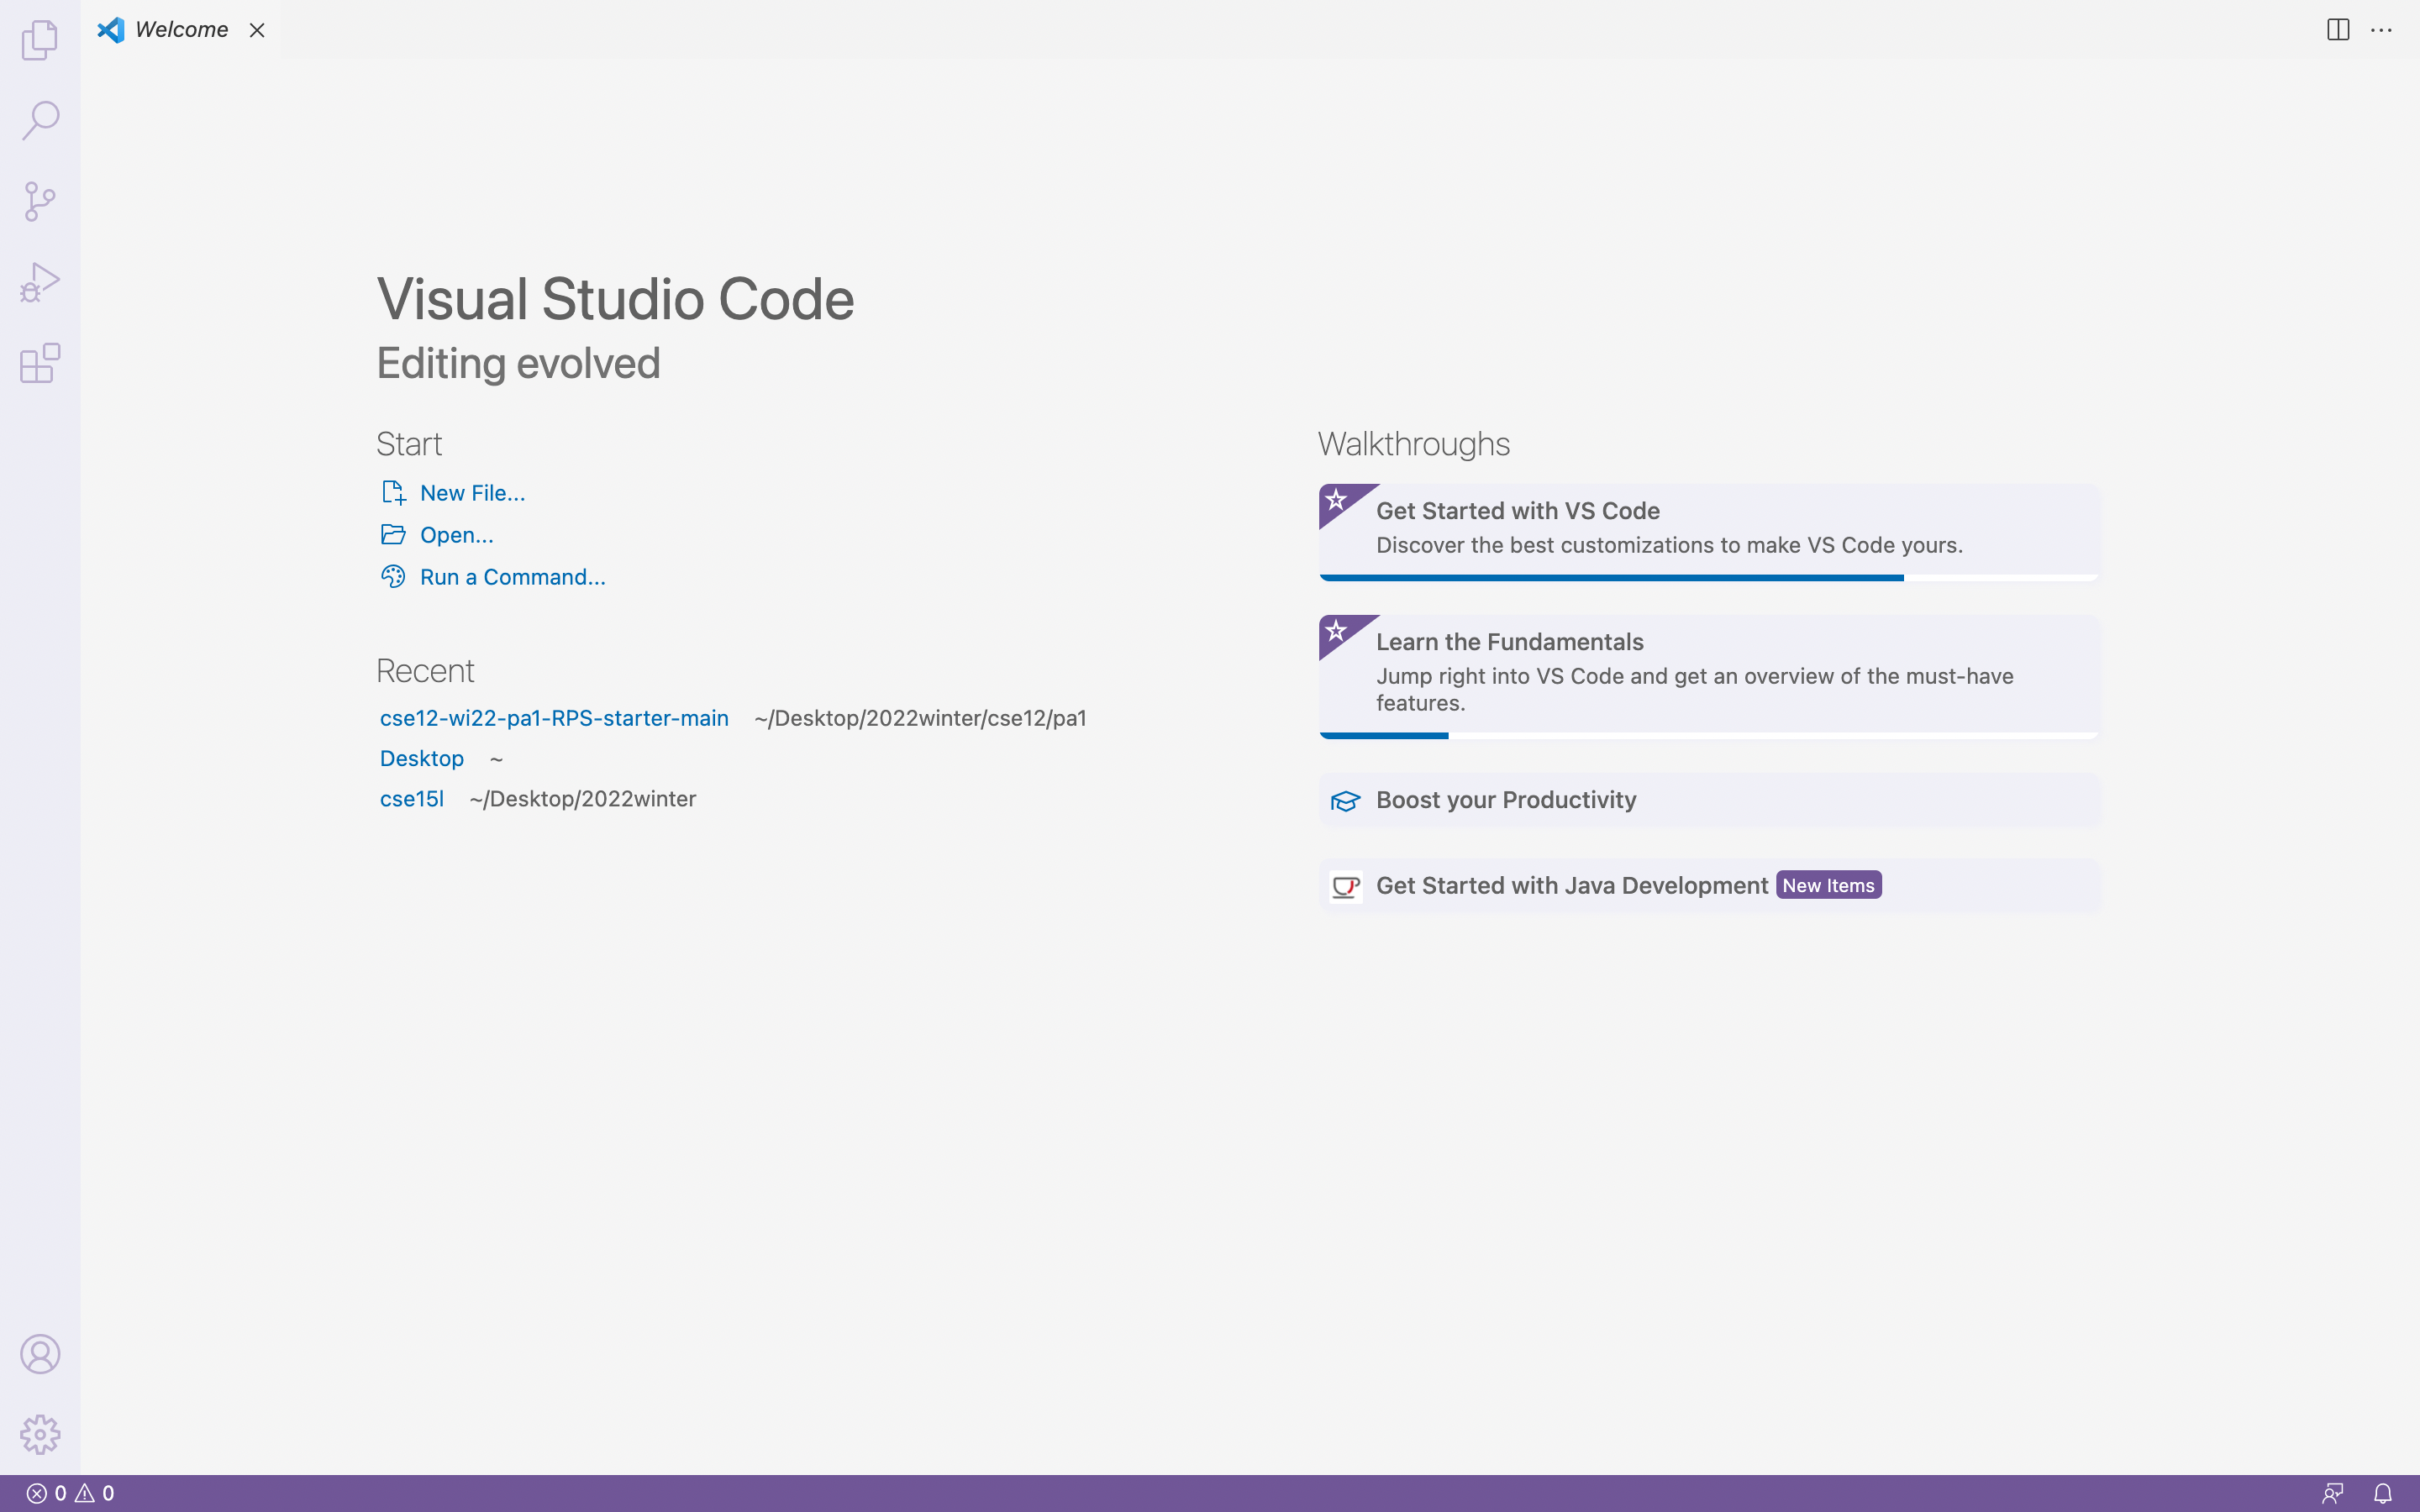 Welcome
Visual Studio Code
Editing evolved
Start
New File...
Open...
Run a Command...
Recent
cse12-wi22-pa1-RPS-starter-main ~/Desktop/2022winter/cse12/pa1
Desktop ~
cse15l ~/Desktop/2022winter
Walkthroughs
Get Started with VS Code
Discover the best customizations to make VS Code yours.
Learn the Fundamentals
Jump right into VS Code and get an overview of the must-have
features.
Boost your Productivity
Get Started with Java Development New Items
0 0